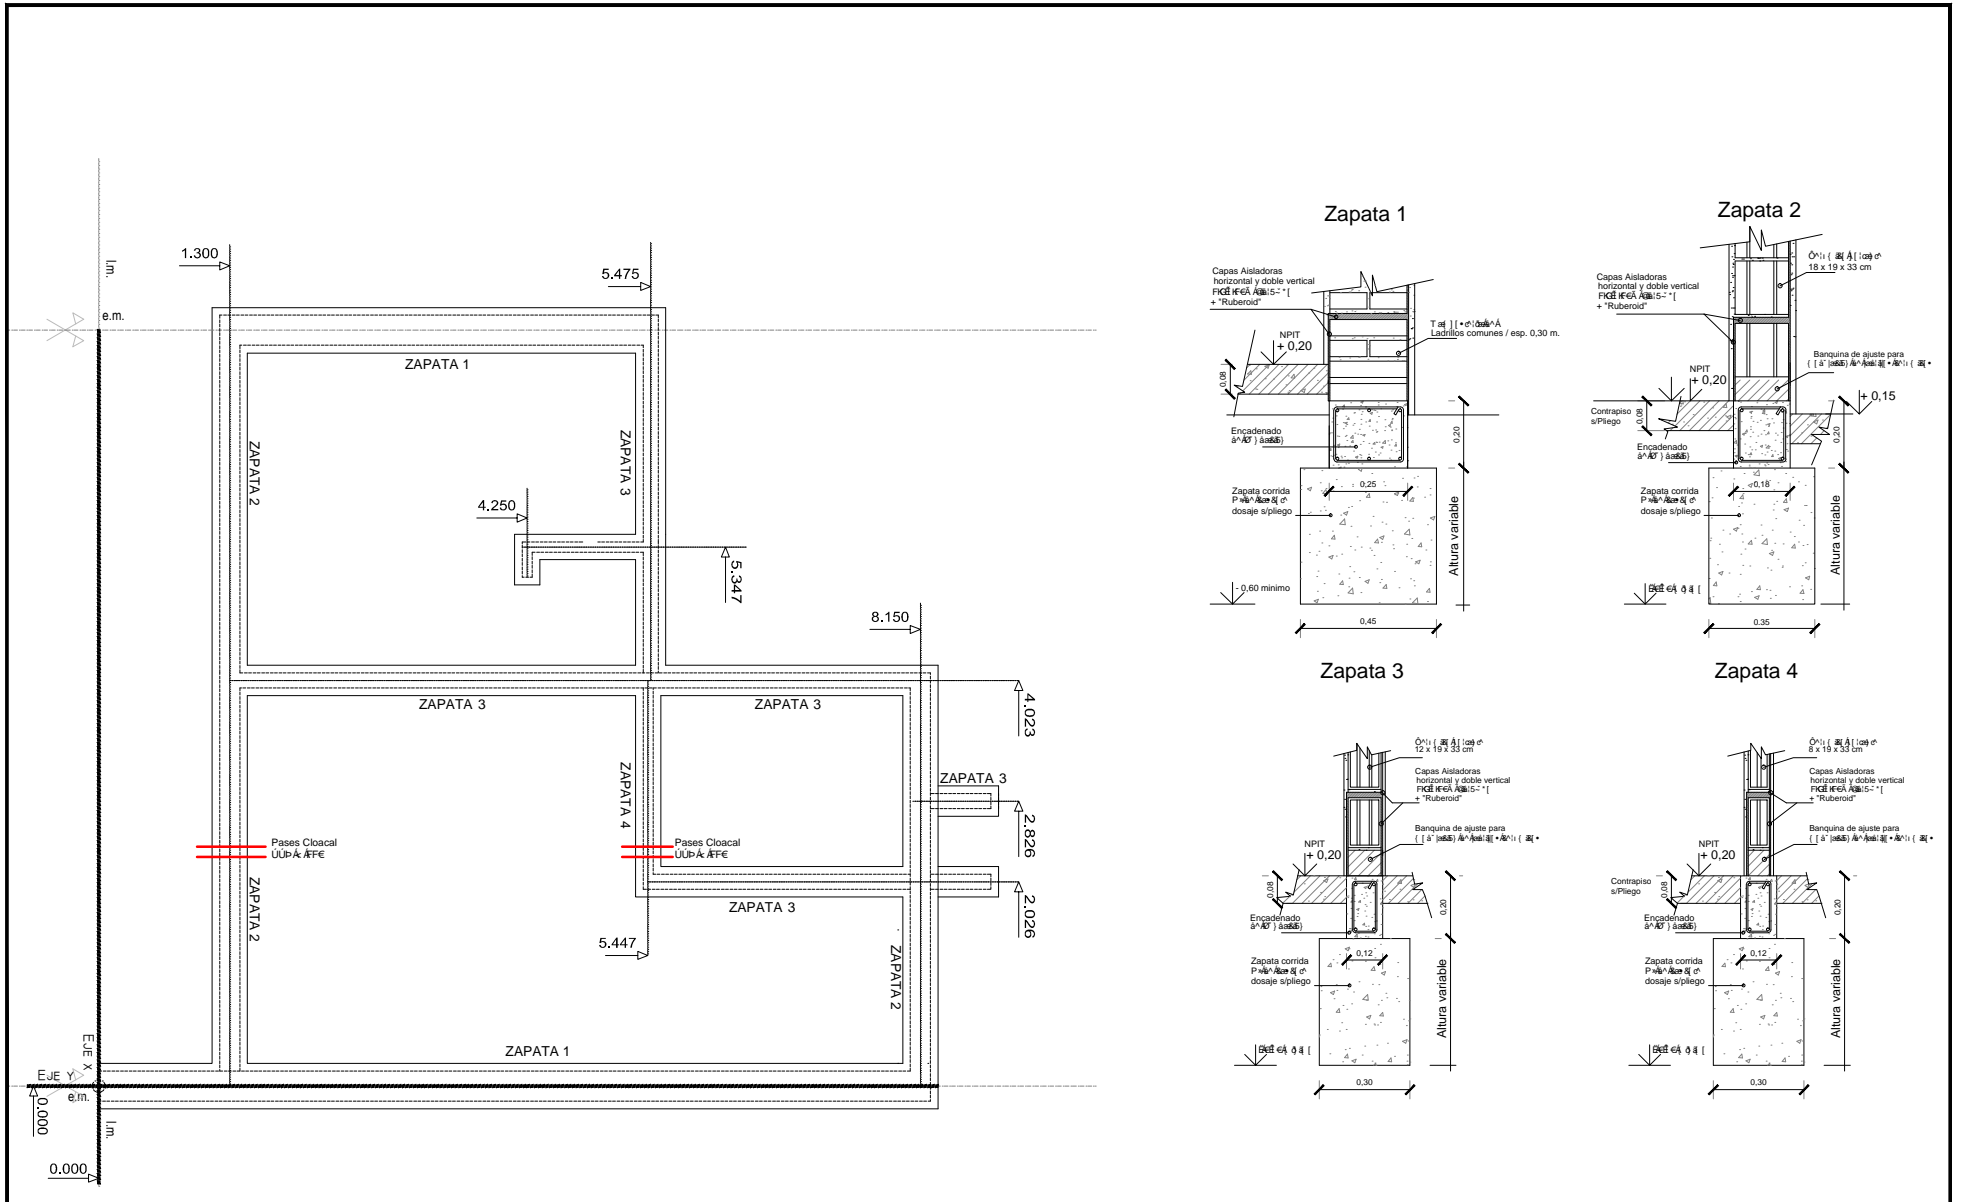 l.m.
1.300
5.475
e.m.
ZAPATA 1
ZAPATA 2
ZAPATA 3
4.250
5.347
8.150
4.023
ZAPATA 3
ZAPATA 3
ZAPATA 4
ZAPATA 3
2.826
Pases Cloacal
Pases Cloacal
ZAPATA 2
ZAPATA 3
2.026
5.447
ZAPATA 2
ZAPATA 1
EJE X
EJE Y
e.m.
0.000
l.m.
0.000
Zapata 1
Capas Aisladoras
horizontal y doble vertical
+ "Ruberoid"
NPIT
+ 0,20
Ladrillos comunes / esp. 0,30 m.
0,08
Encadenado
0,20
Zapata corrida
dosaje s/pliego
0,25
Altura variable
- 0,60 minimo
0,45
Zapata 2
18 x 19 x 33 cm
Capas Aisladoras
horizontal y doble vertical
+ "Ruberoid"
Banquina de ajuste para
NPIT
+ 0,20
+ 0,15
Contrapiso
s/Pliego
0,08
Encadenado
0,20
Zapata corrida
dosaje s/pliego
0,18
Altura variable
0.35
Zapata 3
12 x 19 x 33 cm
Capas Aisladoras
horizontal y doble vertical
+ "Ruberoid"
Banquina de ajuste para
NPIT
+ 0,20
0,08
Encadenado
0,20
Zapata corrida
dosaje s/pliego
0,12
Altura variable
0,30
Zapata 4
8 x 19 x 33 cm
Capas Aisladoras
horizontal y doble vertical
+ "Ruberoid"
Banquina de ajuste para
NPIT
+ 0,20
Contrapiso
s/Pliego
0,08
Encadenado
0,20
Zapata corrida
dosaje s/pliego
0,12
Altura variable
0,30